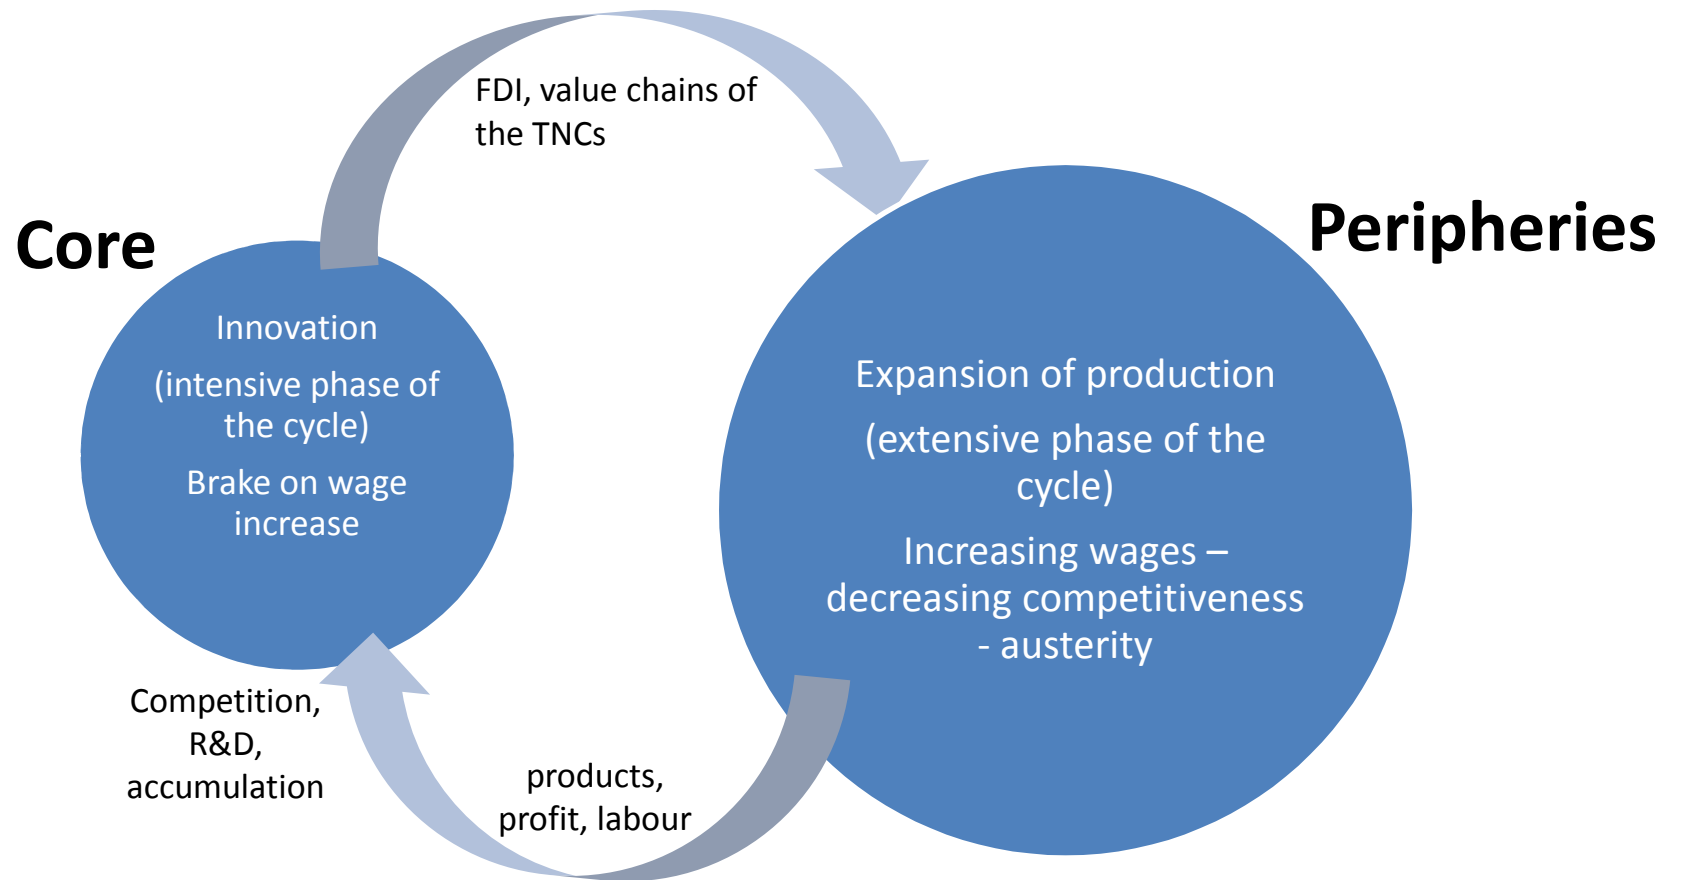 FDI, value chains of
the TNCs
Core
Peripheries
Innovation
(intensive phase of
the cycle)
Brake on wage
increase
Expansion of production
(extensive phase of the
cycle)
Increasing wages –
decreasing competitiveness
- austerity
Competition,
R&D,
accumulation
products,
profit, labour